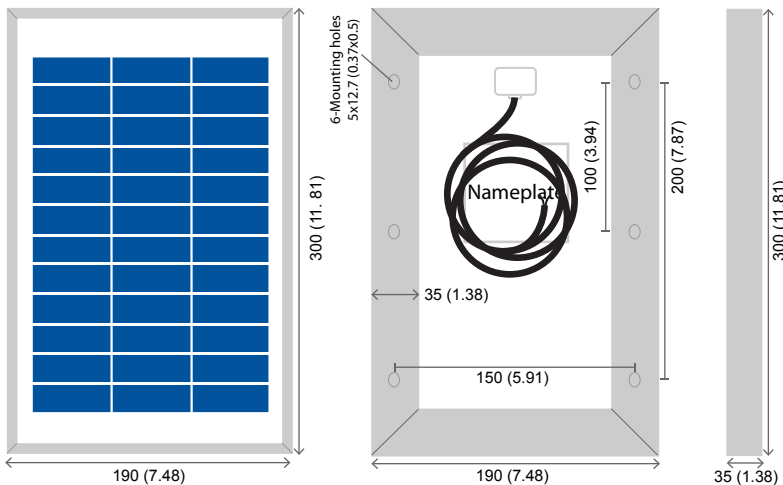 300 (11. 81)
190 (7.48)
6-Mounting holes
5x12.7 (0.37x0.5)
Nameplate
100 (3.94)
200 (7.87)
35 (1.38)
150 (5.91)
190 (7.48)
300 (11.81)
35 (1.38)